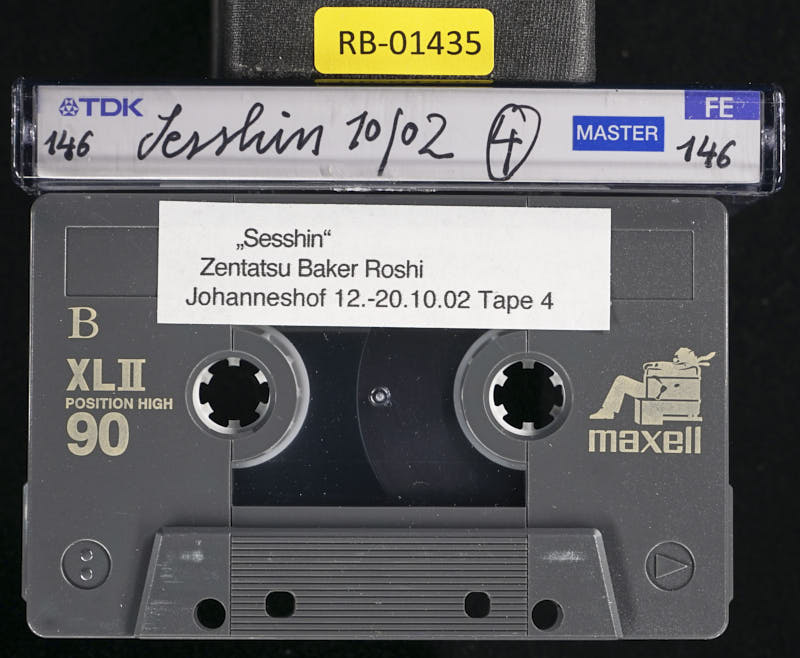 RB-01435
TDK
FE
146 Sesshin 10/02 4 MASTER 146
„Sesshin“
Zentatsu Baker Roshi
Johanneshof 12.-20.10.02 Tape 4
B
XLII
POSITION HIGH
90
maxell